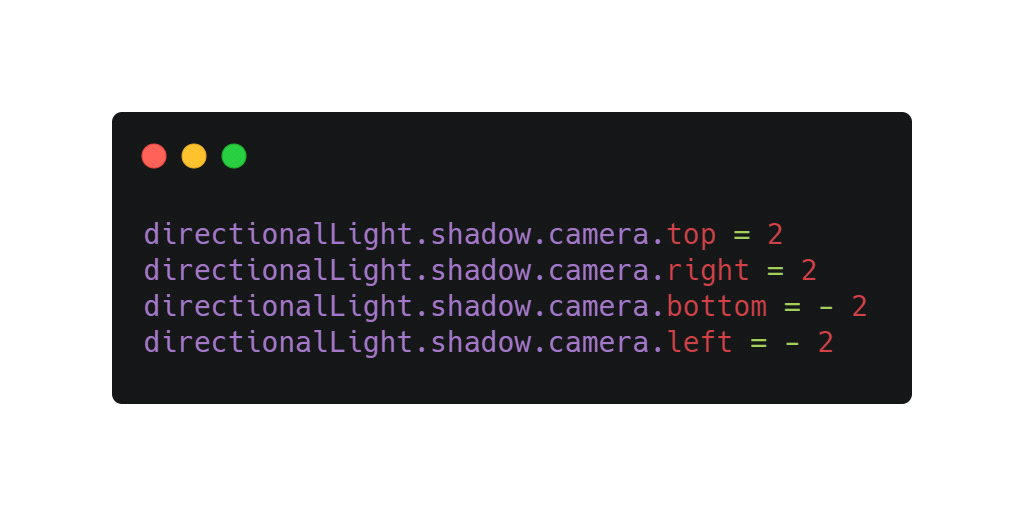 directionalLight.shadow.camera.top = 2
directionalLight.shadow.camera.right = 2
directionalLight.shadow.camera.bottom = - 2
directionalLight.shadow.camera.left = - 2